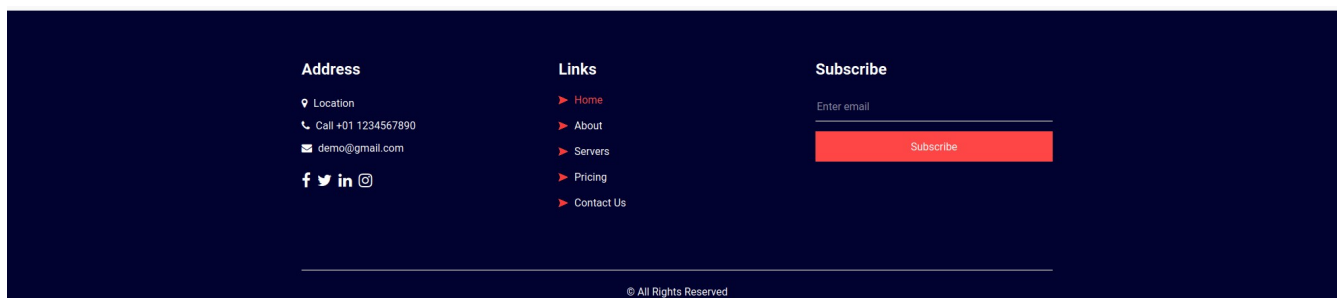 Address
Location
Call +01 1234567890
demo@gmail.com
Links
Home
About
Servers
Pricing
Contact Us
Subscribe
Enter email
Subscribe
© All Rights Reserved